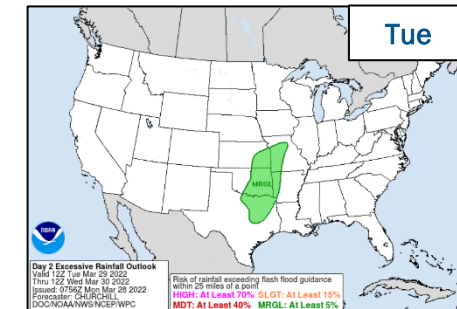 Tue
MRGL
NOAA
Day 2 Excessive Rainfall Outlook
Valid 12Z Tue Mar 29 2022
Thru 12Z Wed Mar 30 2022
Issued: 0756Z Mon Mar 28 2022
Forecaster: CHURCHILL
DOC/NOAA/NWS/NCEP/WPC
Risk of rainfall exceeding flash flood guidance
within 25 miles of a point
HIGH: At Least 70% SLGT: At Least 15%
MDT: At Least 40% MRGL: At Least 5%